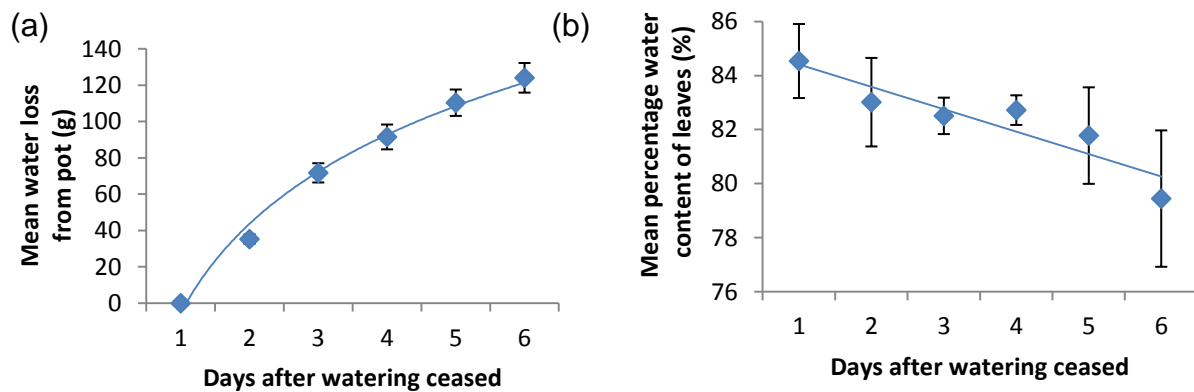 (a)
Mean water loss
from pot (g)
140
120
100
80
60
40
20
0
1 2 3 4 5 6
Days after watering ceased
(b)
Mean percentage water
content of leaves (%)
86
84
82
80
78
76
1 2 3 4 5 6
Days after watering ceased